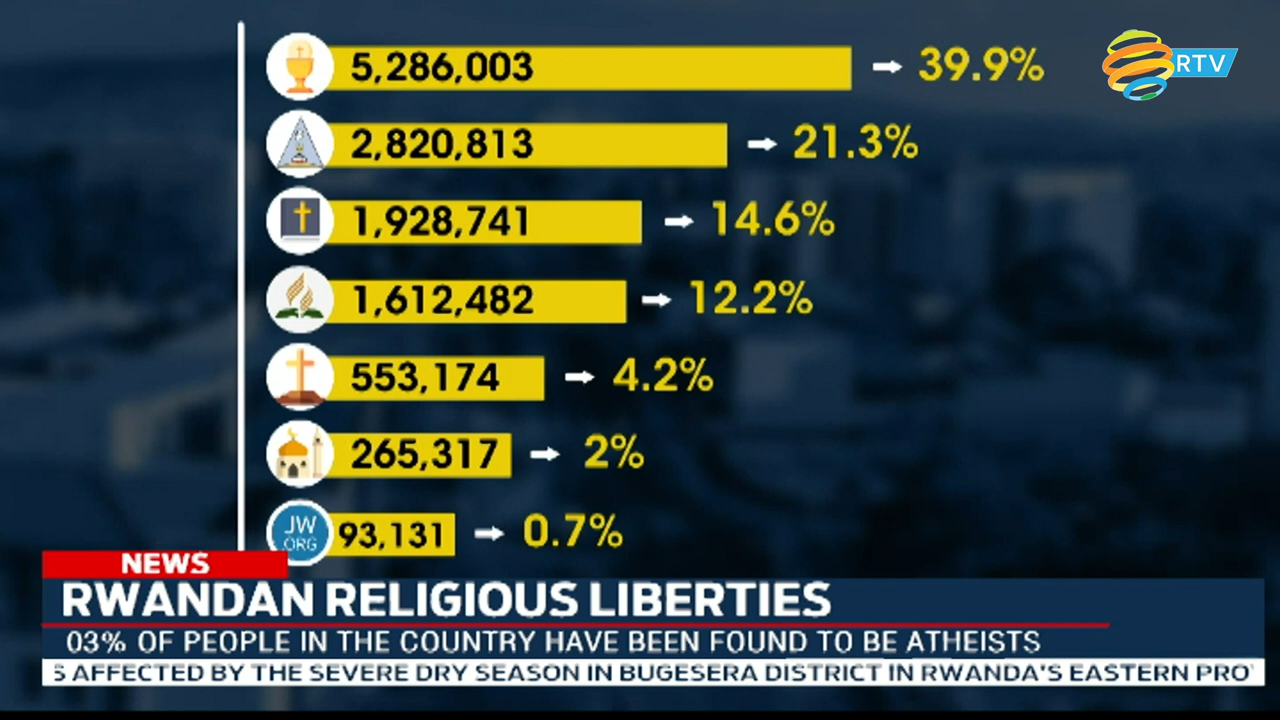 5,286,003 39.9%
RTV
2,820,813 21.3%
1,928,741 14.6%
1,612,482 12.2%
553,174 4.2%
265,317 2%
JW
.ORG
93,131 0.7%
NEWS
RWANDAN RELIGIOUS LIBERTIES
03% OF PEOPLE IN THE COUNTRY HAVE BEEN FOUND TO BE ATHEISTS
S AFFECTED BY THE SEVERE DRY SEASON IN BUGESERA DISTRICT IN RWANDA'S EASTERN PRO